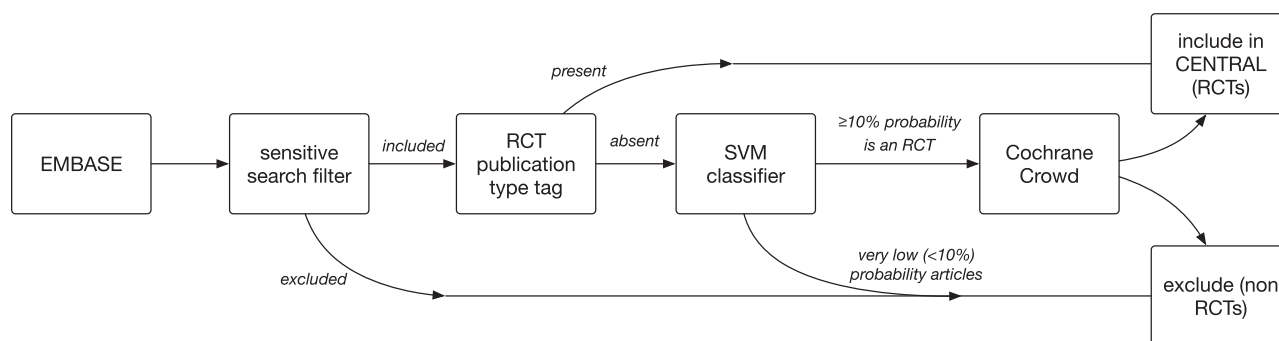 include in
CENTRAL
(RCTs)
present
EMBASE
sensitive
search filter
included
RCT
publication
type tag
absent
SVM
classifier
≥10% probability
is an RCT
Cochrane
Crowd
excluded
very low (<10%)
probability articles
exclude (non
RCTs)